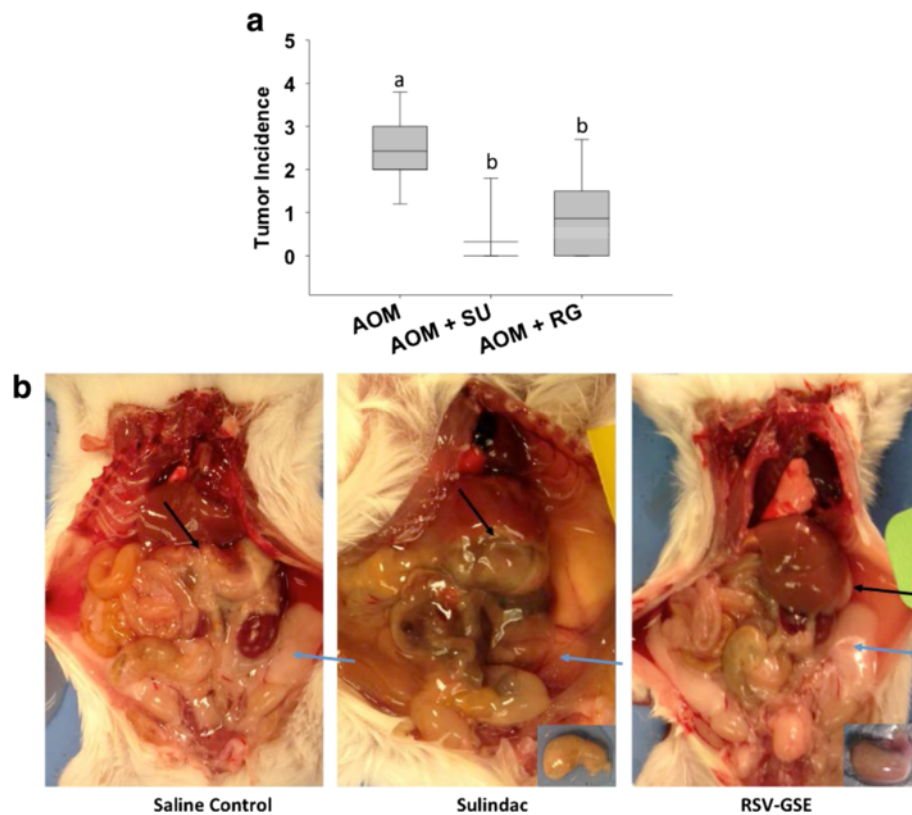 a
5
4
3
2
1
0
Tumor Incidence
a
b
b
AOM
AOM + SU
AOM + RG
b
Saline Control
Sulindac
RSV-GSE